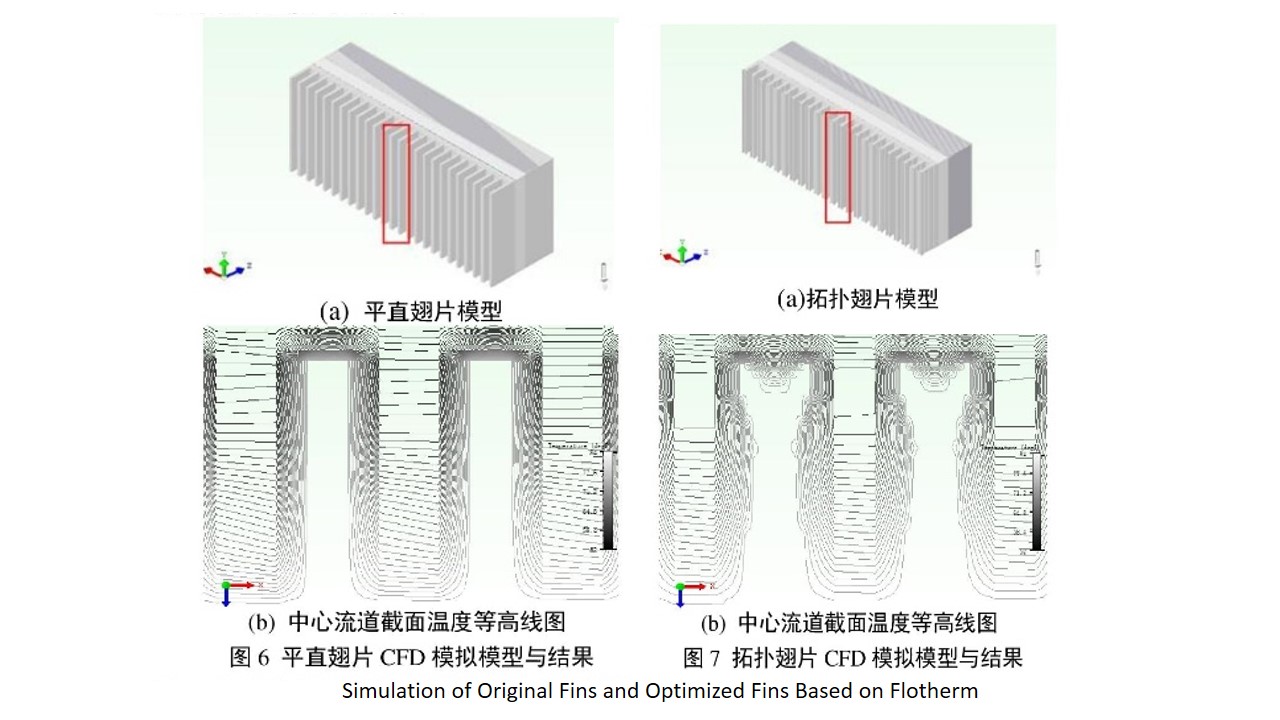 (a) 平直翅片模型
(a)拓扑翅片模型
(b) 中心流道截面温度等高线图
图 6 平直翅片 CFD 模拟模型与结果
(b) 中心流道截面温度等高线图
图 7 拓扑翅片 CFD 模拟模型与结果
Simulation of Original Fins and Optimized Fins Based on Flotherm